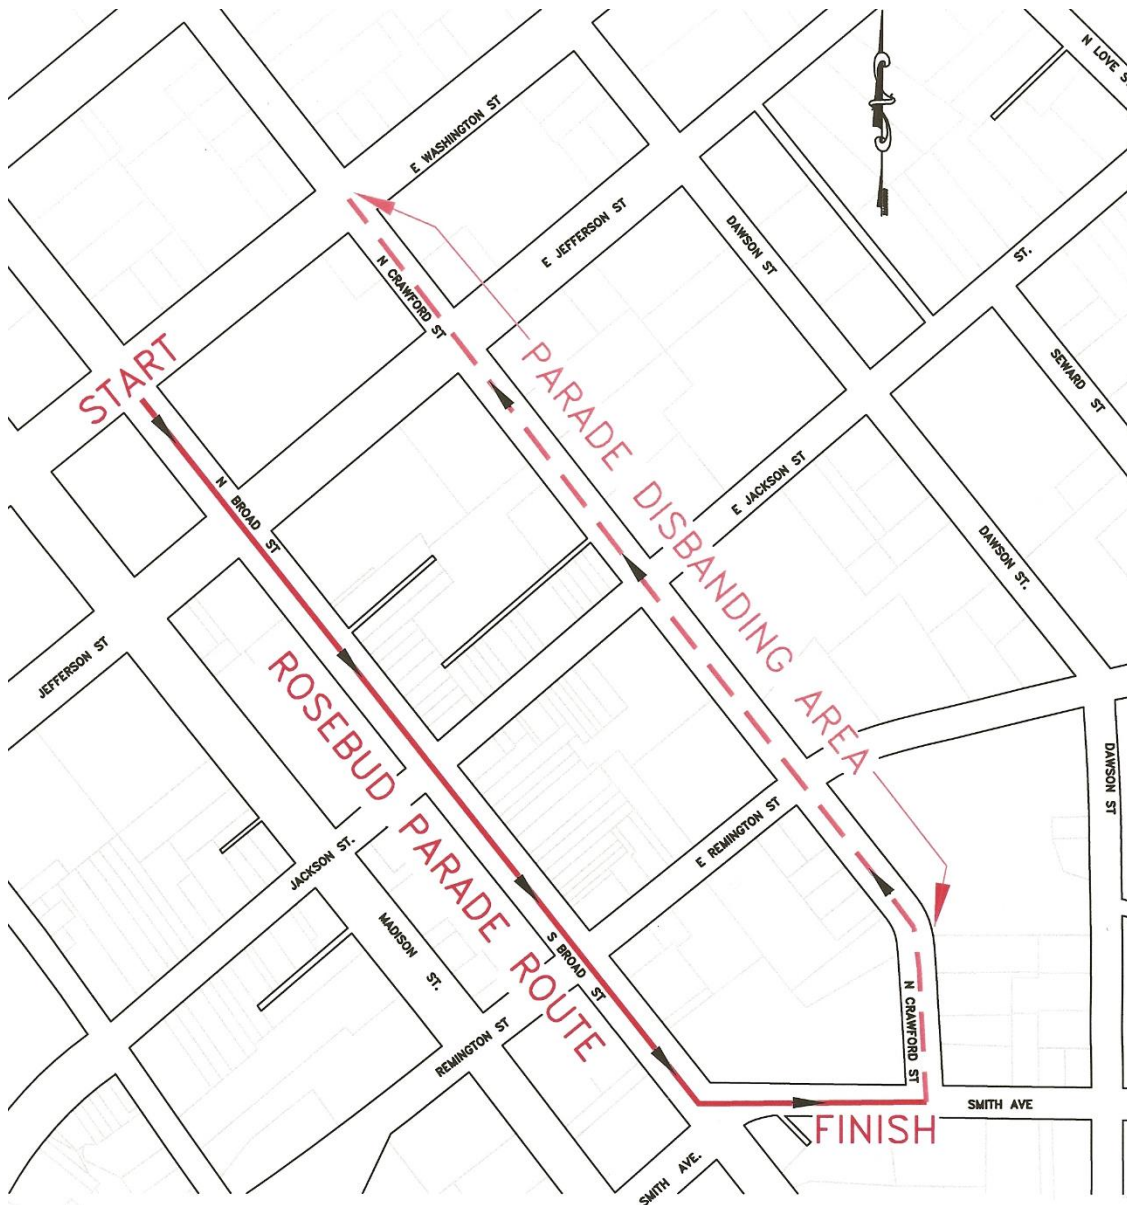 N LOVE S
E WASHINGTON ST
E JEFFERSON ST
DAWSON ST
ST.
N CRAWFORD ST
START
SEWARD ST
PARADE DISBANDING AREA
N BROAD ST
E JACKSON ST
DAWSON ST.
JEFFERSON ST
ROSEBUD PARADE ROUTE
DAWSON ST
E REMINGTON ST
JACKSON ST.
MADISON ST.
S BROAD ST
N CRAWFORD ST
REMINGTON ST
SMITH AVE
FINISH
SMITH AVE.